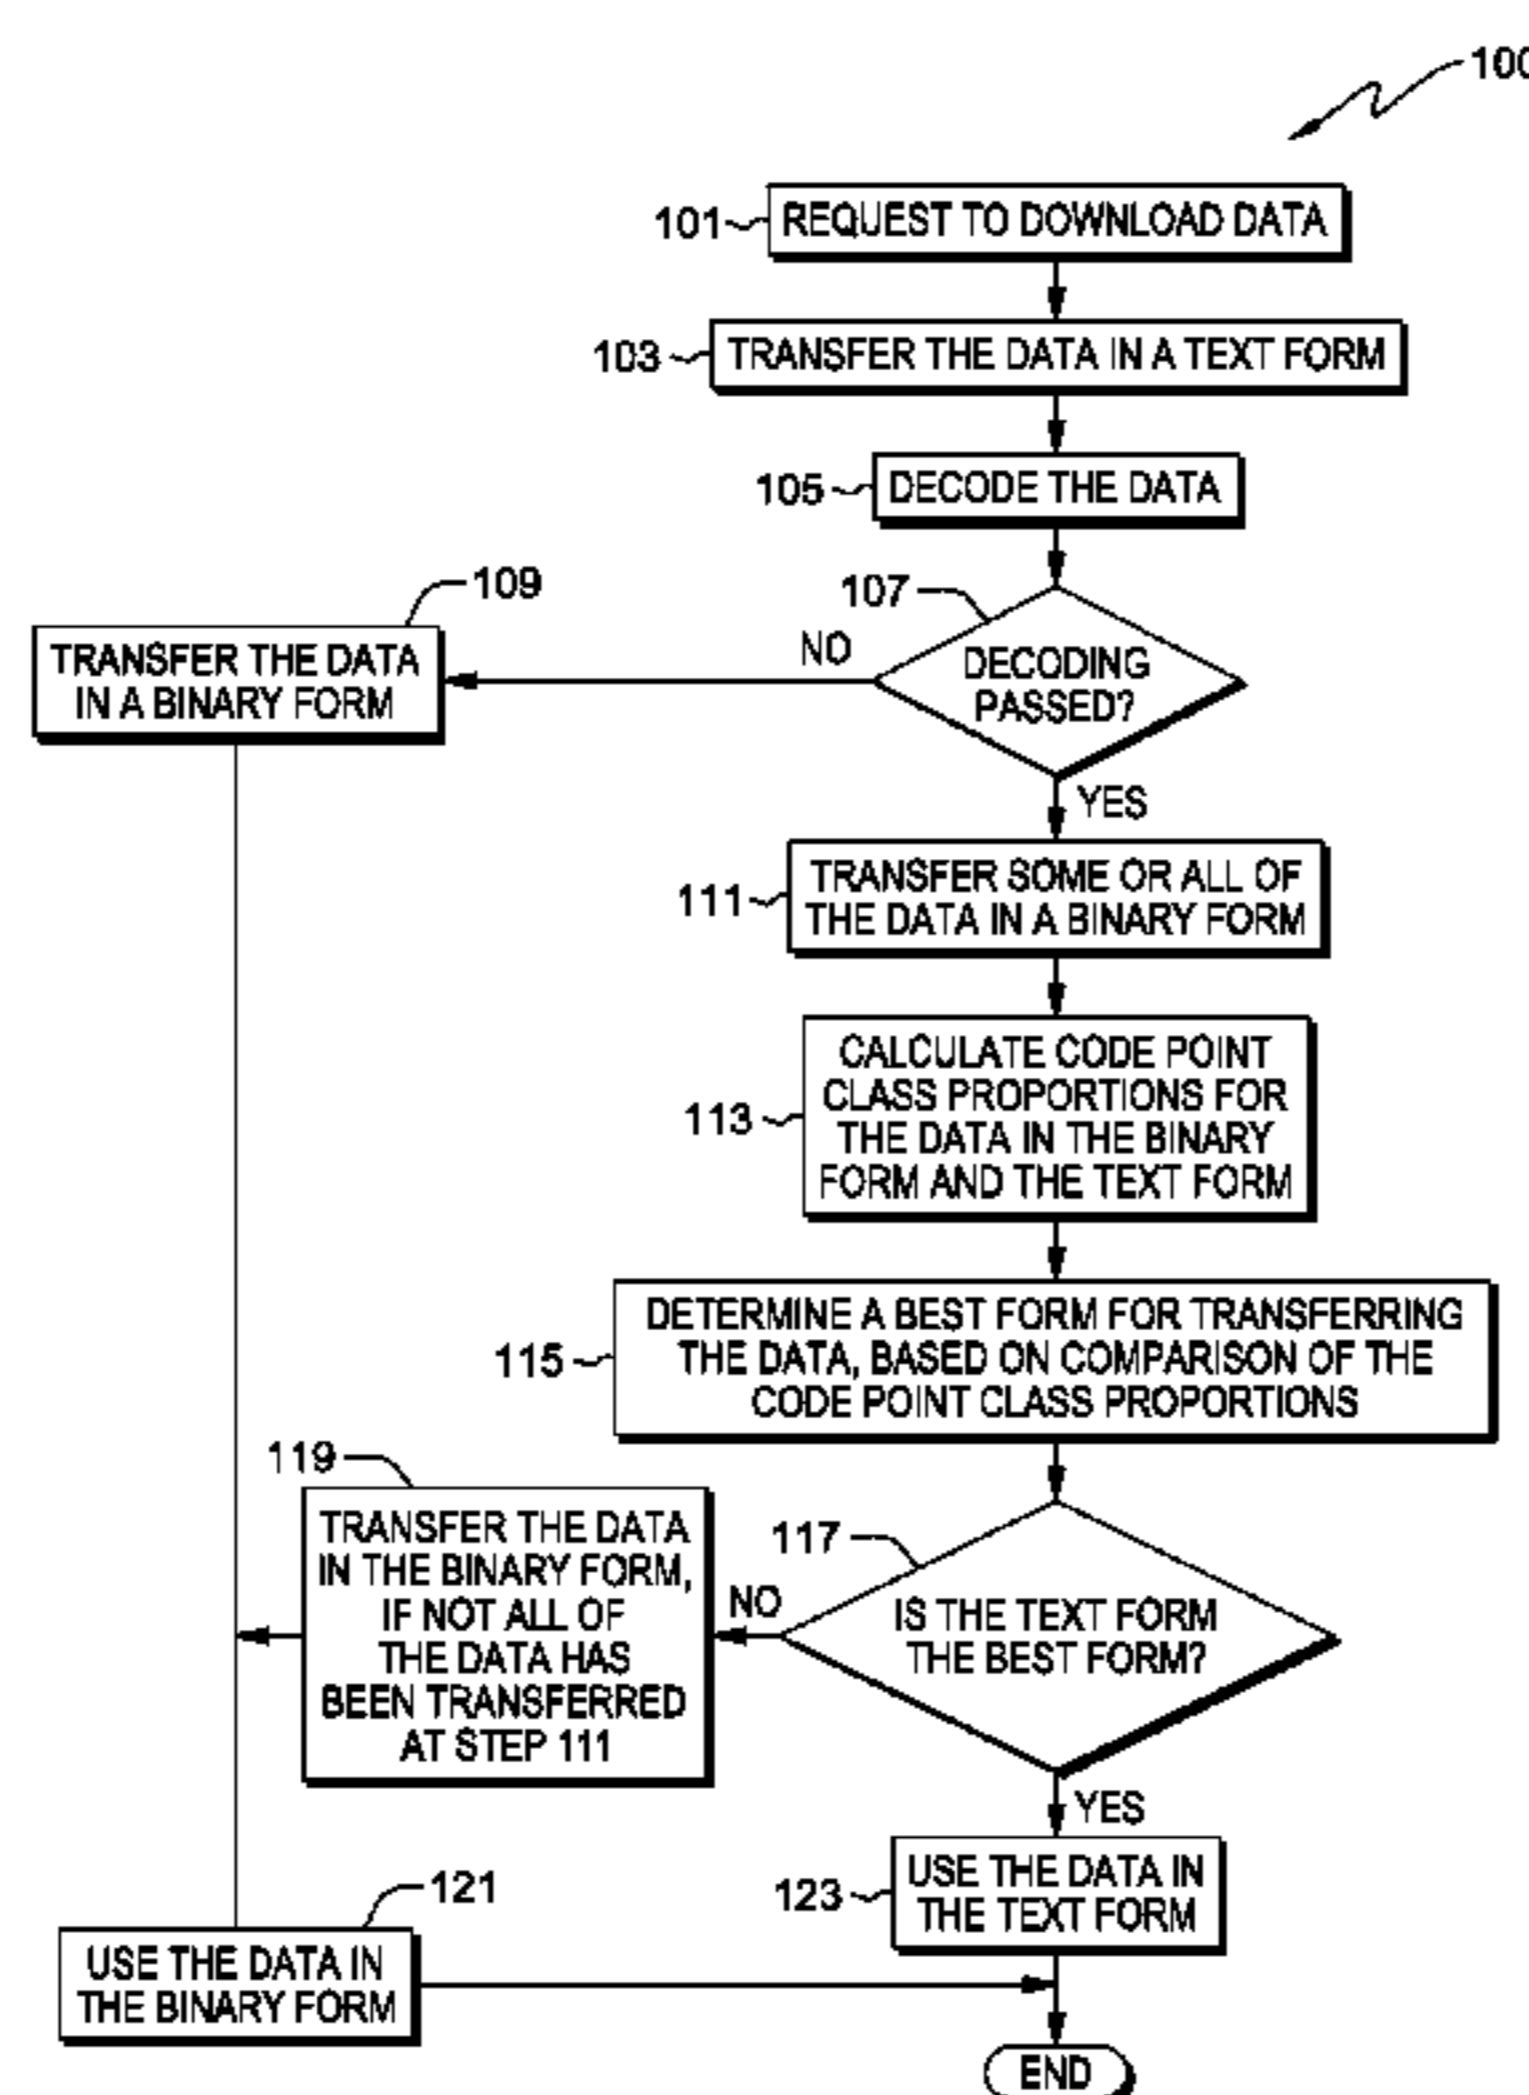 100
101 REQUEST TO DOWNLOAD DATA
103 TRANSFER THE DATA IN A TEXT FORM
105 DECODE THE DATA
107
DECODING
PASSED?
NO
109
TRANSFER THE DATA
IN A BINARY FORM
YES
111
TRANSFER SOME OR ALL OF
THE DATA IN A BINARY FORM
113
CALCULATE CODE POINT
CLASS PROPORTIONS FOR
THE DATA IN THE BINARY
FORM AND THE TEXT FORM
115
DETERMINE A BEST FORM FOR TRANSFERRING
THE DATA, BASED ON COMPARISON OF THE
CODE POINT CLASS PROPORTIONS
117
IS THE TEXT FORM
THE BEST FORM?
NO
119
TRANSFER THE DATA
IN THE BINARY FORM,
IF NOT ALL OF
THE DATA HAS
BEEN TRANSFERRED
AT STEP 111
YES
123
USE THE DATA IN
THE TEXT FORM
121
USE THE DATA IN
THE BINARY FORM
END